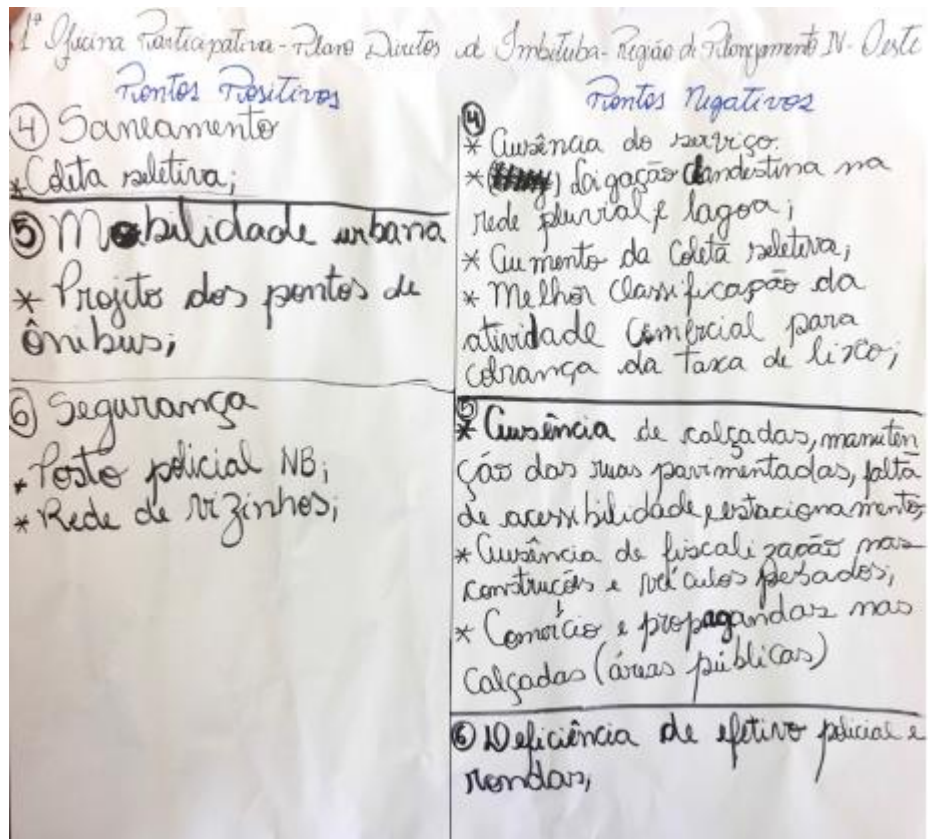 1ª Oficina Participativa - Plano Diretor de Imbituba - Região de Planejamento IV - Oeste
Pontos Positivos
④ Saneamento
* Coleta seletiva;
⑤ Mobilidade urbana
* Projeto dos pontos de
ônibus;
⑥ Segurança
* Posto policial NB;
* Rede de vizinhos;
Pontos Negativos
④
* Ausência do serviço.
* Ligação clandestina na
rede pluvial e lagoa;
* Aumento da coleta seletiva;
* Melhor classificação da
atividade comercial para
cobrança da taxa de lixo;
⑤
* Ausência de calçadas, manuten
ção das ruas pavimentadas, falta
de acessibilidade, estacionamento;
* Ausência de fiscalização nas
construções e veículos pesados;
* Comércio e propagandas nas
calçadas (áreas públicas)
⑥ Deficiência de efetivo policial e
rondas;